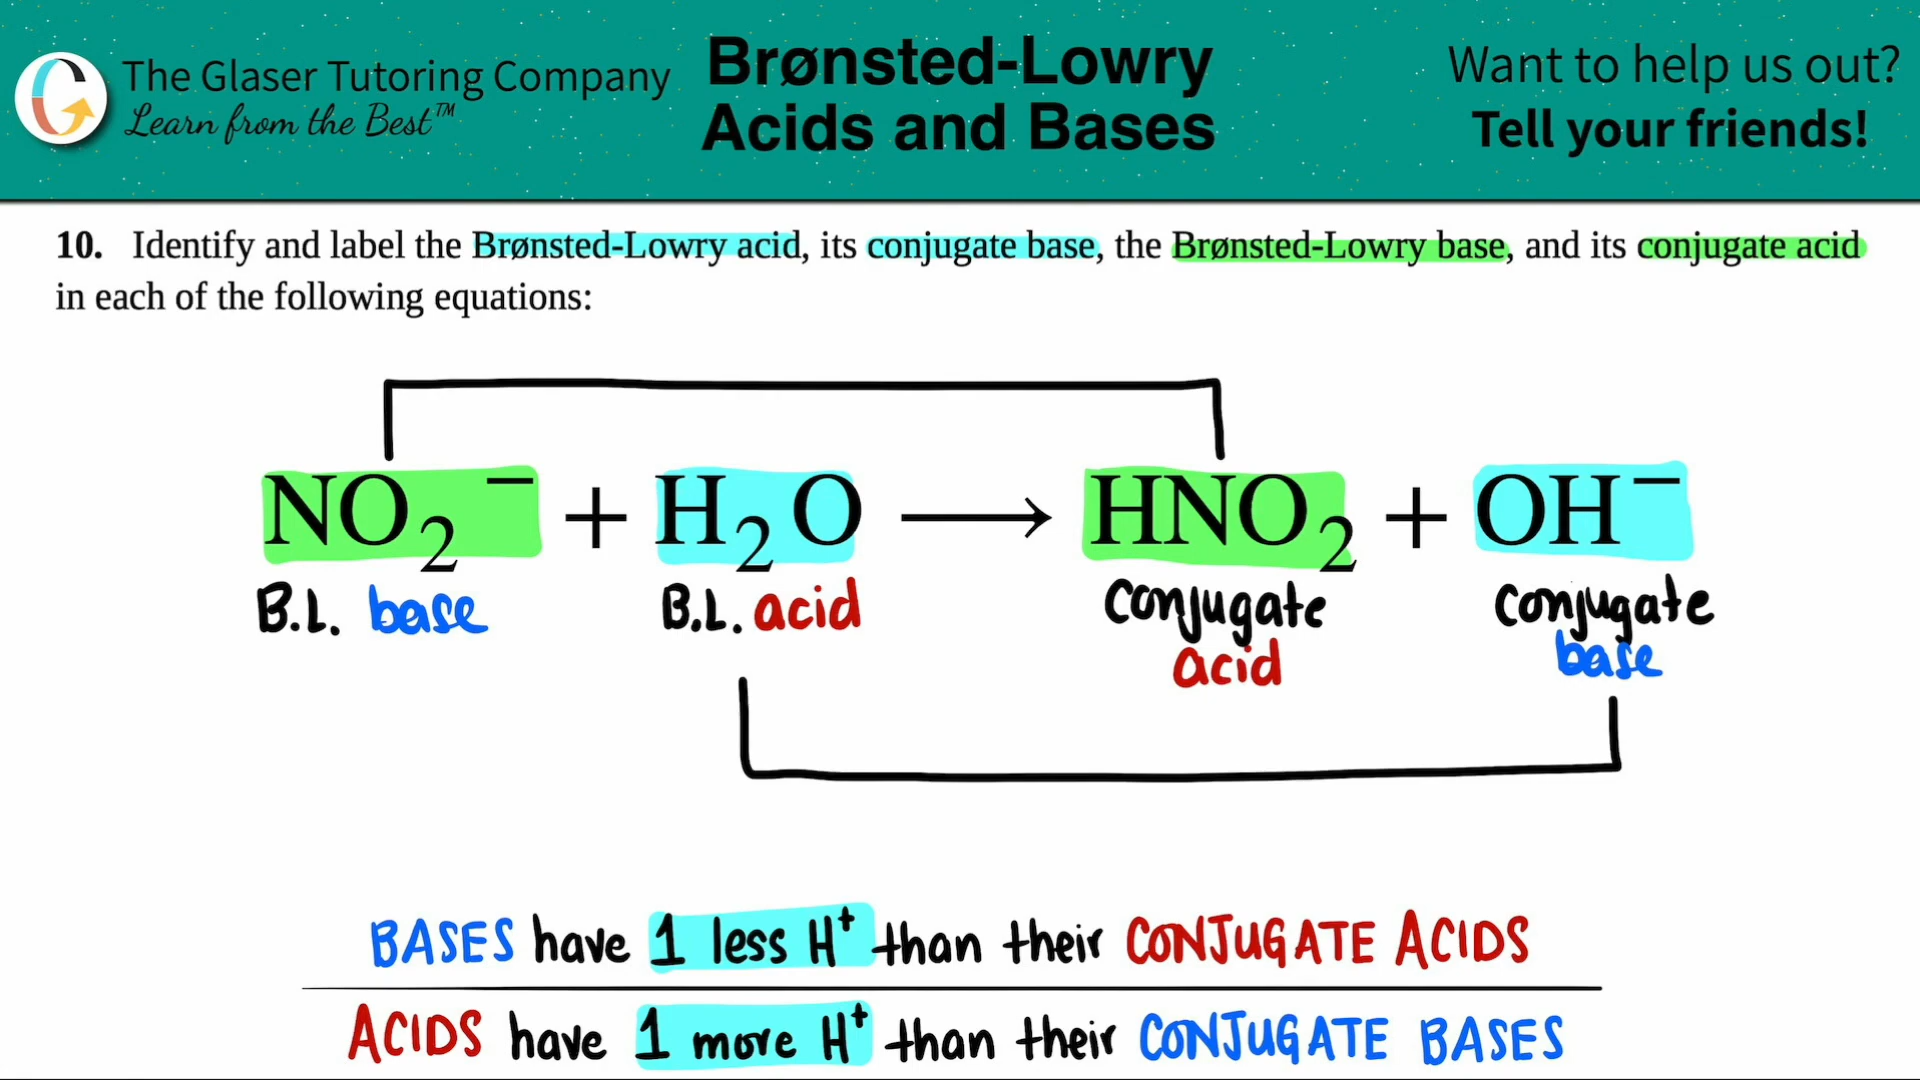 The Glaser Tutoring Company
Learn from the Best™
Brønsted-Lowry
Acids and Bases
Want to help us out?
Tell your friends!
10. Identify and label the Brønsted-Lowry acid, its conjugate base, the Brønsted-Lowry base, and its conjugate acid
in each of the following equations:
NO₂⁻ + H₂O ⟶ HNO₂ + OH⁻
B.L. base B.L. acid conjugate acid conjugate base
BASES have 1 less H⁺ than their CONJUGATE ACIDS
ACIDS have 1 more H⁺ than their CONJUGATE BASES